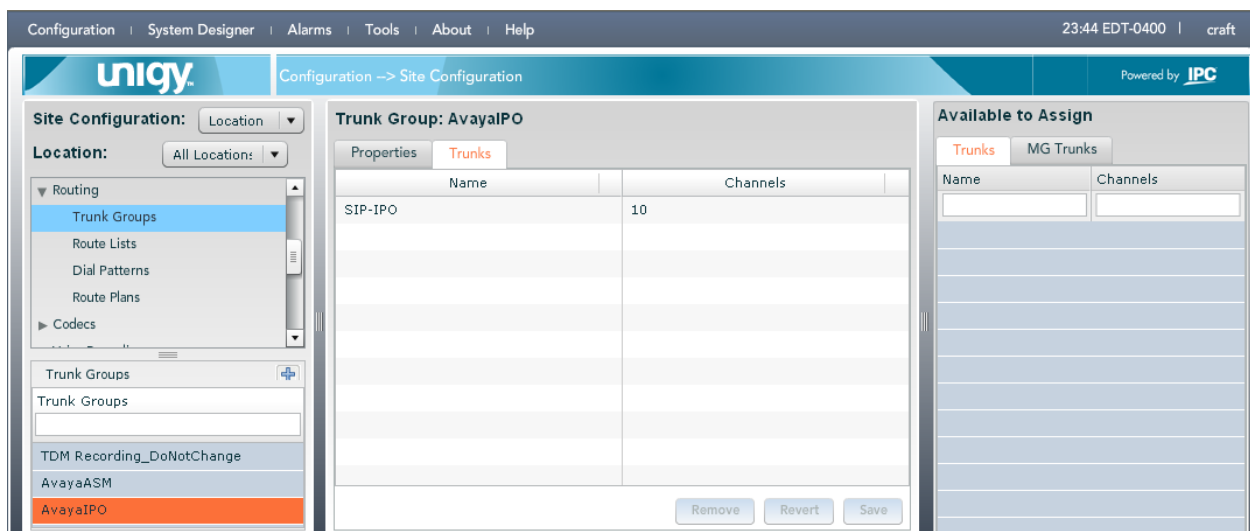 Configuration | System Designer | Alarms | Tools | About | Help 23:44 EDT-0400 | craft
unigy Configuration --> Site Configuration Powered by IPC
Site Configuration: Location
Location: All Locations
Routing
Trunk Groups
Route Lists
Dial Patterns
Route Plans
Codecs
Trunk Groups
Trunk Groups
TDM Recording_DoNotChange
AvayaASM
AvayaIPO
Trunk Group: AvayaIPO
Properties Trunks
Name Channels
SIP-IPO 10
Remove Revert Save
Available to Assign
Trunks MG Trunks
Name Channels